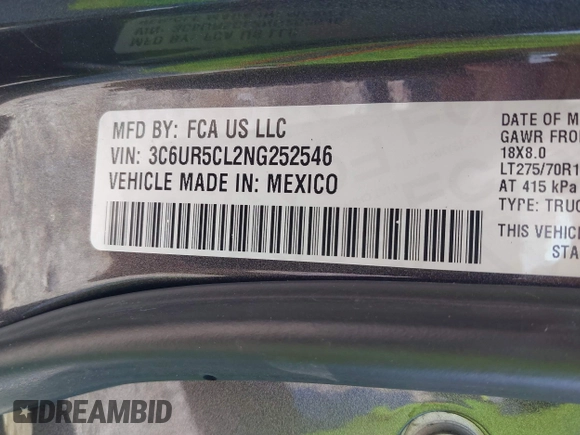 MFD BY: FCA US LLC
VIN: 3C6UR5CL2NG252546
VEHICLE MADE IN: MEXICO
DATE OF M
GAWR FRO
18X8.0
LT275/70R1
AT 415 kPa
TYPE: TRUC
THIS VEHIC
STA
DREAMBID